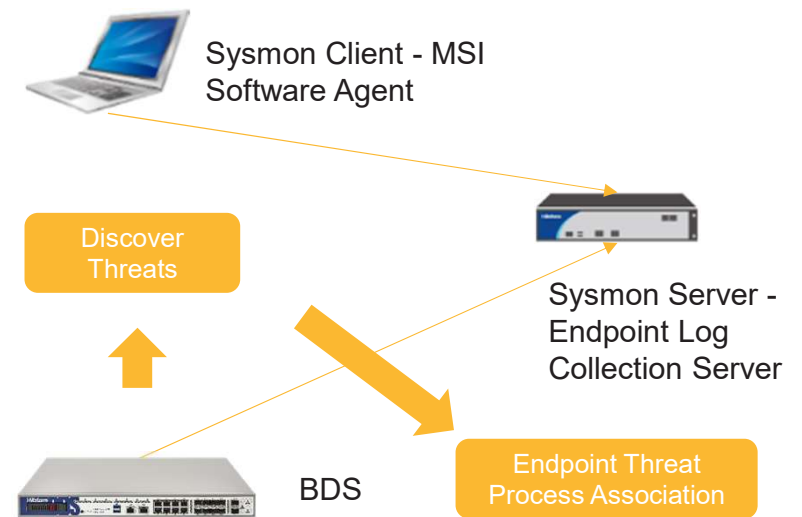 Sysmon Client - MSI
Software Agent
Discover
Threats
Sysmon Server -
Endpoint Log
Collection Server
BDS
Endpoint Threat
Process Association